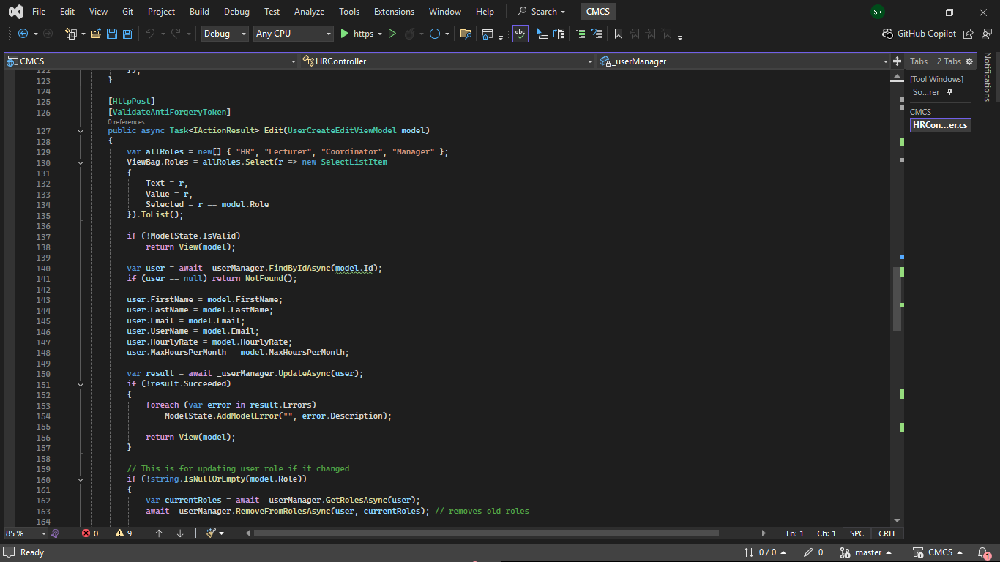 File Edit View Git Project Build Debug Test Analyze Tools Extensions Window Help Search CMCS SR
Debug Any CPU https abc GitHub Copilot
CMCS HRController _userManager Tabs 2 Tabs
Notifications
[Tool Windows]
So...rer
CMCS
HRCon...er.cs
122 });
123 }
124
125 [HttpPost]
126 [ValidateAntiForgeryToken]
0 references
127 public async Task<IActionResult> Edit(UserCreateEditViewModel model)
128 {
129 var allRoles = new[] { "HR", "Lecturer", "Coordinator", "Manager" };
130 ViewBag.Roles = allRoles.Select(r => new SelectListItem
131 {
132 Text = r,
133 Value = r,
134 Selected = r == model.Role
135 }).ToList();
136
137 if (!ModelState.IsValid)
138 return View(model);
139
140 var user = await _userManager.FindByIdAsync(model.Id);
141 if (user == null) return NotFound();
142
143 user.FirstName = model.FirstName;
144 user.LastName = model.LastName;
145 user.Email = model.Email;
146 user.UserName = model.Email;
147 user.HourlyRate = model.HourlyRate;
148 user.MaxHoursPerMonth = model.MaxHoursPerMonth;
149
150 var result = await _userManager.UpdateAsync(user);
151 if (!result.Succeeded)
152 {
153 foreach (var error in result.Errors)
154 ModelState.AddModelError("", error.Description);
155
156 return View(model);
157 }
158
159 // This is for updating user role if it changed
160 if (!string.IsNullOrEmpty(model.Role))
161 {
162 var currentRoles = await _userManager.GetRolesAsync(user);
163 await _userManager.RemoveFromRolesAsync(user, currentRoles); // removes old roles
164
85 % 0 9 Ln: 1 Ch: 1 SPC CRLF
Ready 0 / 0 0 master CMCS 1